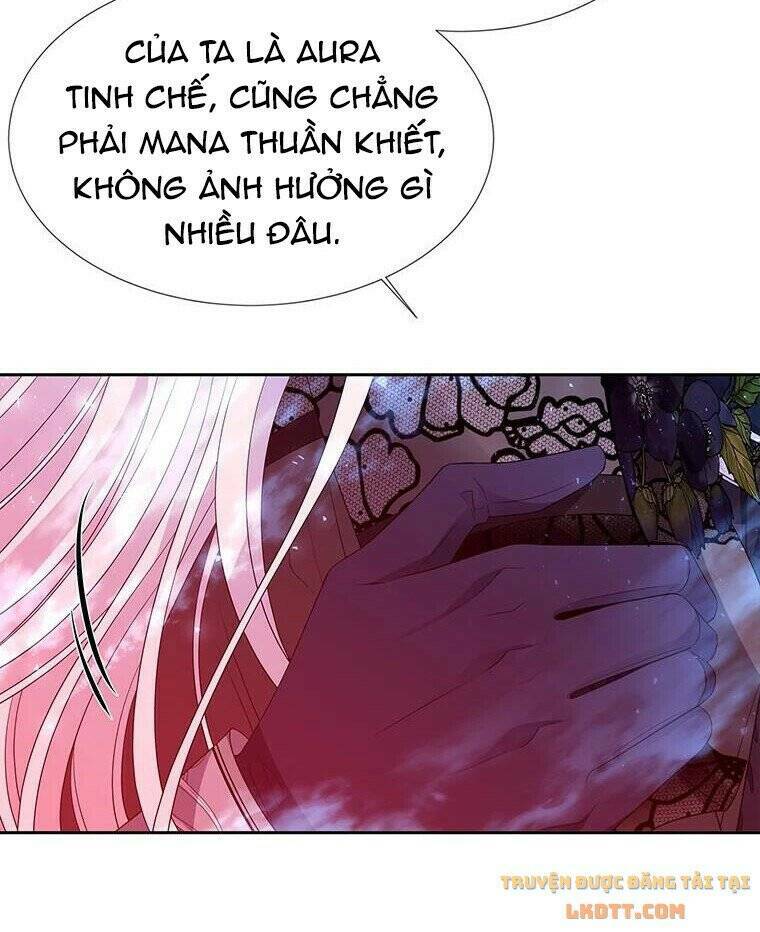 CỦA TA LÀ AURA
TINH CHẾ, CŨNG CHẲNG
PHẢI MANA THUẦN KHIẾT,
KHÔNG ẢNH HƯỞNG GÌ
NHIỀU ĐÂU.
TRUYỆN ĐƯỢC ĐĂNG TẢI TẠI
LKDTT.COM